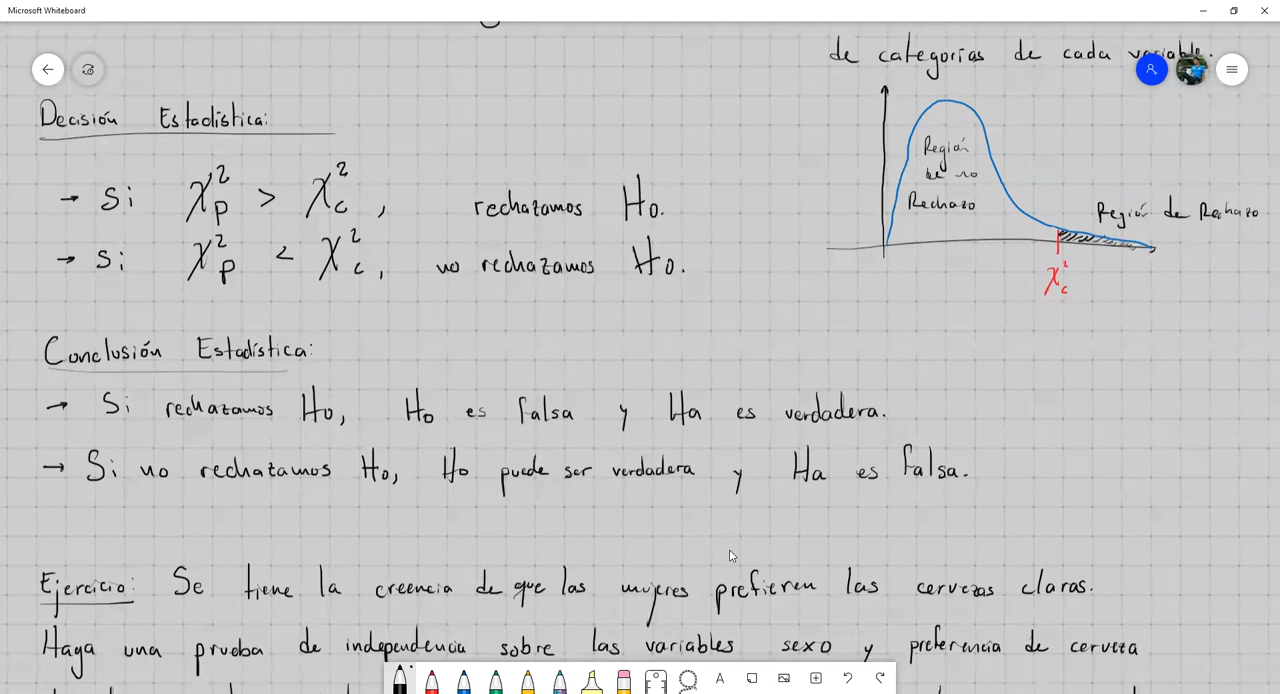 Microsoft Whiteboard
de categorías de cada variable.
Decisión Estadística:
→ Si χ²p > χ²c, rechazamos Ho.
→ Si χ²p < χ²c, no rechazamos Ho.
Región
de no
Rechazo
Región de Rechazo
χ²c
Conclusión Estadística:
→ Si rechazamos Ho, Ho es falsa y Ha es verdadera.
→ Si no rechazamos Ho, Ho puede ser verdadera y Ha es falsa.
Ejercicio: Se tiene la creencia de que las mujeres prefieren las cervezas claras.
Haga una prueba de independencia sobre las variables sexo y preferencia de cerveza